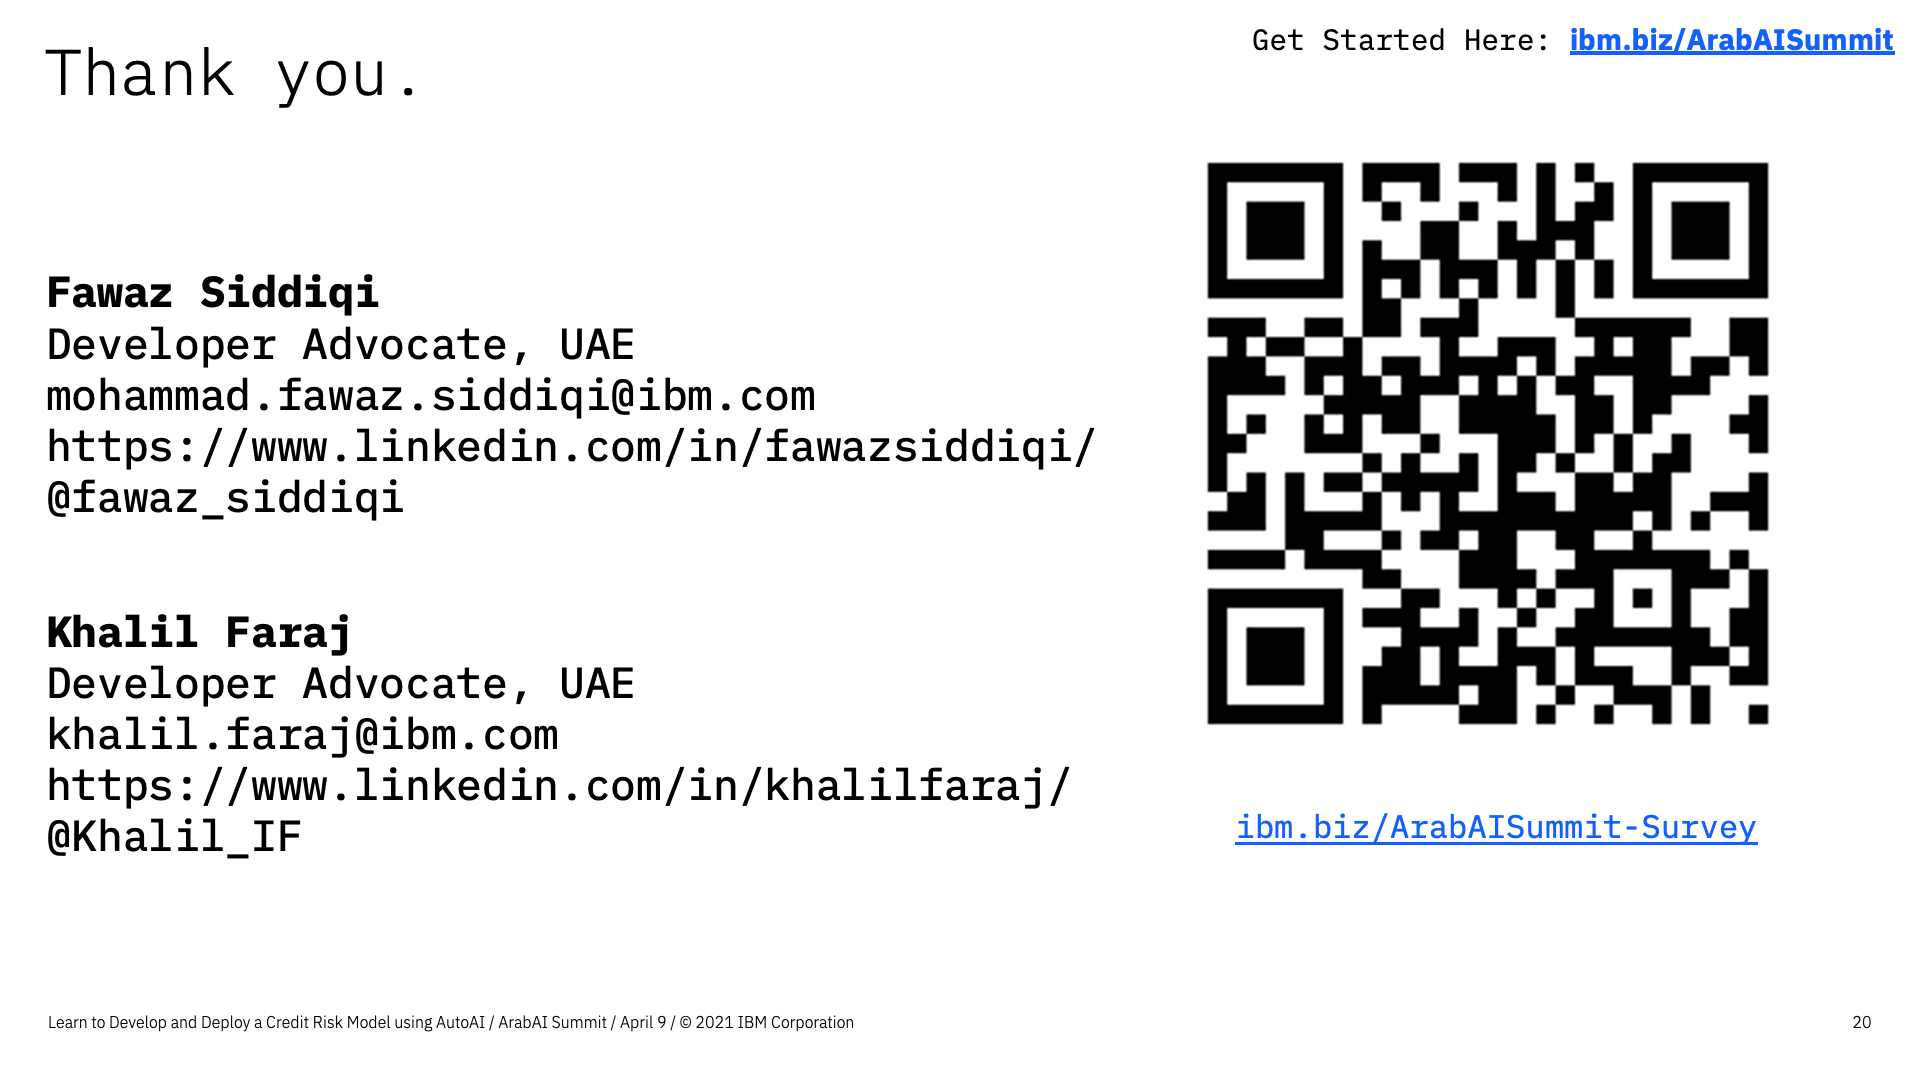 Thank you.
Get Started Here: ibm.biz/ArabAISummit
Fawaz Siddiqi
Developer Advocate, UAE
mohammad.fawaz.siddiqi@ibm.com
https://www.linkedin.com/in/fawazsiddiqi/
@fawaz_siddiqi
Khalil Faraj
Developer Advocate, UAE
khalil.faraj@ibm.com
https://www.linkedin.com/in/khalilfaraj/
@Khalil_IF
ibm.biz/ArabAISummit-Survey
Learn to Develop and Deploy a Credit Risk Model using AutoAI / ArabAI Summit / April 9 / © 2021 IBM Corporation
20